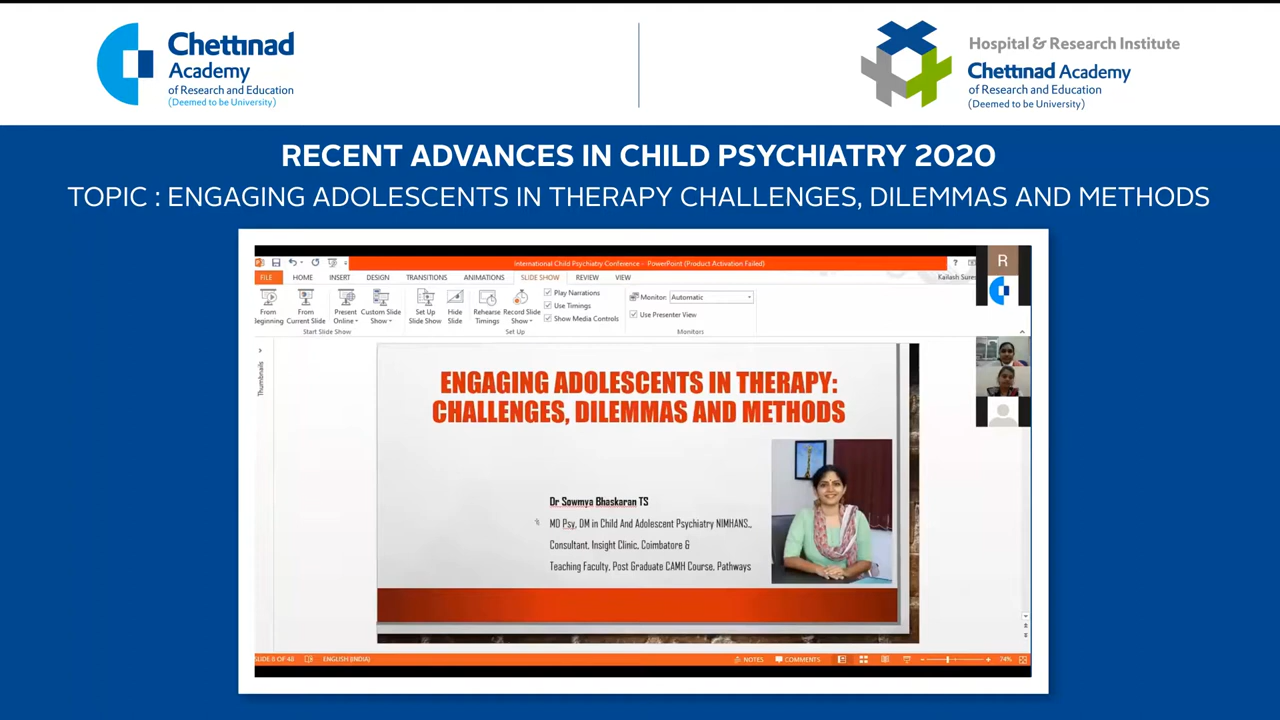 Chettinad
Academy
of Research and Education
(Deemed to be University)
Hospital & Research Institute
Chettinad Academy
of Research and Education
(Deemed to be University)
RECENT ADVANCES IN CHILD PSYCHIATRY 2020
TOPIC : ENGAGING ADOLESCENTS IN THERAPY CHALLENGES, DILEMMAS AND METHODS
International Child Psychiatry Conference - PowerPoint (Product Activation Failed)
FILE HOME INSERT DESIGN TRANSITIONS ANIMATIONS SLIDE SHOW REVIEW VIEW
Kailash Sures
R
From
Beginning
From
Current Slide
Present
Online
Custom Slide
Show
Set Up
Slide Show
Hide
Slide
Rehearse
Timings
Record Slide
Show
Play Narrations
Use Timings
Show Media Controls
Monitor: Automatic
Use Presenter View
Start Slide Show
Set Up
Monitors
Thumbnails
ENGAGING ADOLESCENTS IN THERAPY:
CHALLENGES, DILEMMAS AND METHODS
Dr Sowmya Bhaskaran TS
MD Psy, DM in Child And Adolescent Psychiatry NIMHANS.,
Consultant, Insight Clinic, Coimbatore &
Teaching Faculty, Post Graduate CAMH Course, Pathways
SLIDE 8 OF 48 ENGLISH (INDIA) NOTES COMMENTS 74%